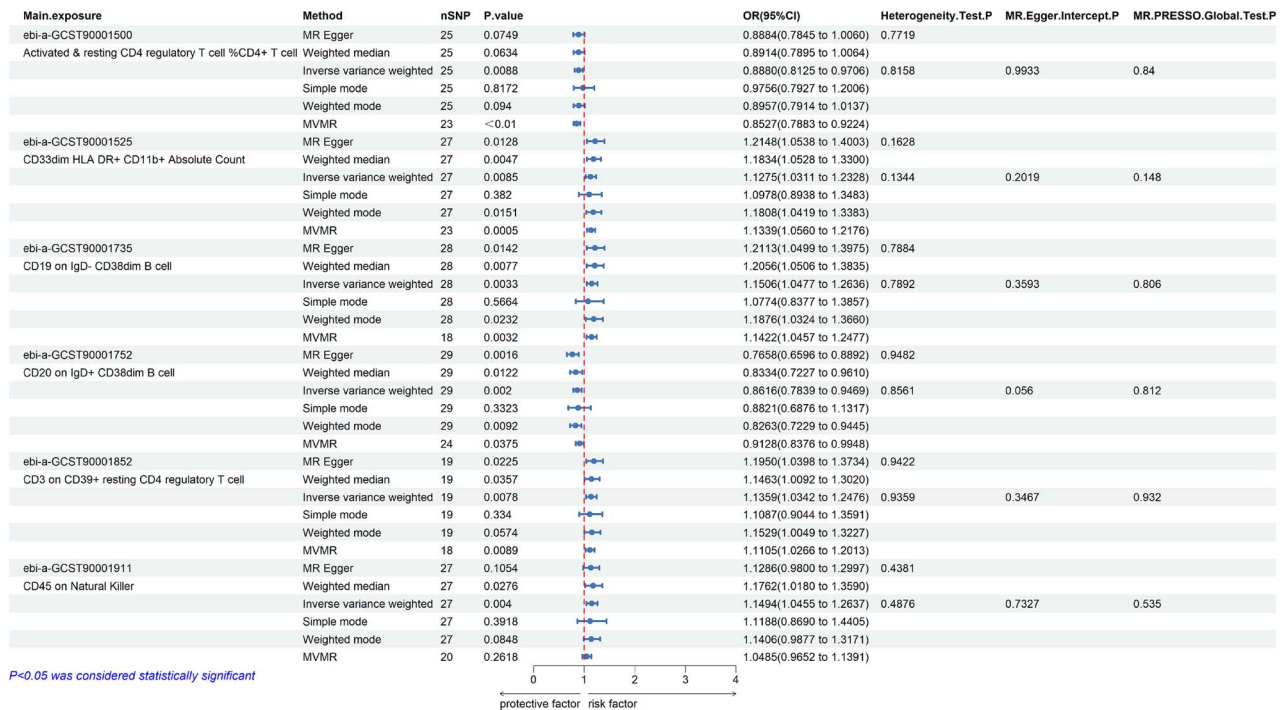 Main.exposure Method nSNP P.value OR(95%CI) Heterogeneity.Test.P MR.Egger.Intercept.P MR.PRESSO.Global.Test.P
ebi-a-GCST90001500 MR Egger 25 0.0749 0.8884(0.7845 to 1.0060) 0.7719
Activated & resting CD4 regulatory T cell %CD4+ T cell Weighted median 25 0.0634 0.8914(0.7895 to 1.0064)
Inverse variance weighted 25 0.0088 0.8880(0.8125 to 0.9706) 0.8158 0.9933 0.84
Simple mode 25 0.8172 0.9756(0.7927 to 1.2006)
Weighted mode 25 0.094 0.8957(0.7914 to 1.0137)
MVMR 23 <0.01 0.8527(0.7883 to 0.9224)
ebi-a-GCST90001525 MR Egger 27 0.0128 1.2148(1.0538 to 1.4003) 0.1628
CD33dim HLA DR+ CD11b+ Absolute Count Weighted median 27 0.0047 1.1834(1.0528 to 1.3300)
Inverse variance weighted 27 0.0085 1.1275(1.0311 to 1.2328) 0.1344 0.2019 0.148
Simple mode 27 0.382 1.0978(0.8938 to 1.3483)
Weighted mode 27 0.0151 1.1808(1.0419 to 1.3383)
MVMR 23 0.0005 1.1339(1.0560 to 1.2176)
ebi-a-GCST90001735 MR Egger 28 0.0142 1.2113(1.0499 to 1.3975) 0.7884
CD19 on IgD- CD38dim B cell Weighted median 28 0.0077 1.2056(1.0506 to 1.3835)
Inverse variance weighted 28 0.0033 1.1506(1.0477 to 1.2636) 0.7892 0.3593 0.806
Simple mode 28 0.5664 1.0774(0.8377 to 1.3857)
Weighted mode 28 0.0232 1.1876(1.0324 to 1.3660)
MVMR 18 0.0032 1.1422(1.0457 to 1.2477)
ebi-a-GCST90001752 MR Egger 29 0.0016 0.7658(0.6596 to 0.8892) 0.9482
CD20 on IgD+ CD38dim B cell Weighted median 29 0.0122 0.8334(0.7227 to 0.9610)
Inverse variance weighted 29 0.002 0.8616(0.7839 to 0.9469) 0.8561 0.056 0.812
Simple mode 29 0.3323 0.8821(0.6876 to 1.1317)
Weighted mode 29 0.0092 0.8263(0.7229 to 0.9445)
MVMR 24 0.0375 0.9128(0.8376 to 0.9948)
ebi-a-GCST90001852 MR Egger 19 0.0225 1.1950(1.0398 to 1.3734) 0.9422
CD3 on CD39+ resting CD4 regulatory T cell Weighted median 19 0.0357 1.1463(1.0092 to 1.3020)
Inverse variance weighted 19 0.0078 1.1359(1.0342 to 1.2476) 0.9359 0.3467 0.932
Simple mode 19 0.334 1.1087(0.9044 to 1.3591)
Weighted mode 19 0.0574 1.1529(1.0049 to 1.3227)
MVMR 18 0.0089 1.1105(1.0266 to 1.2013)
ebi-a-GCST90001911 MR Egger 27 0.1054 1.1286(0.9800 to 1.2997) 0.4381
CD45 on Natural Killer Weighted median 27 0.0276 1.1762(1.0180 to 1.3590)
Inverse variance weighted 27 0.004 1.1494(1.0455 to 1.2637) 0.4876 0.7327 0.535
Simple mode 27 0.3918 1.1188(0.8690 to 1.4405)
Weighted mode 27 0.0848 1.1406(0.9877 to 1.3171)
MVMR 20 0.2618 1.0485(0.9652 to 1.1391)
P<0.05 was considered statistically significant
0 1 2 3 4
protective factor risk factor